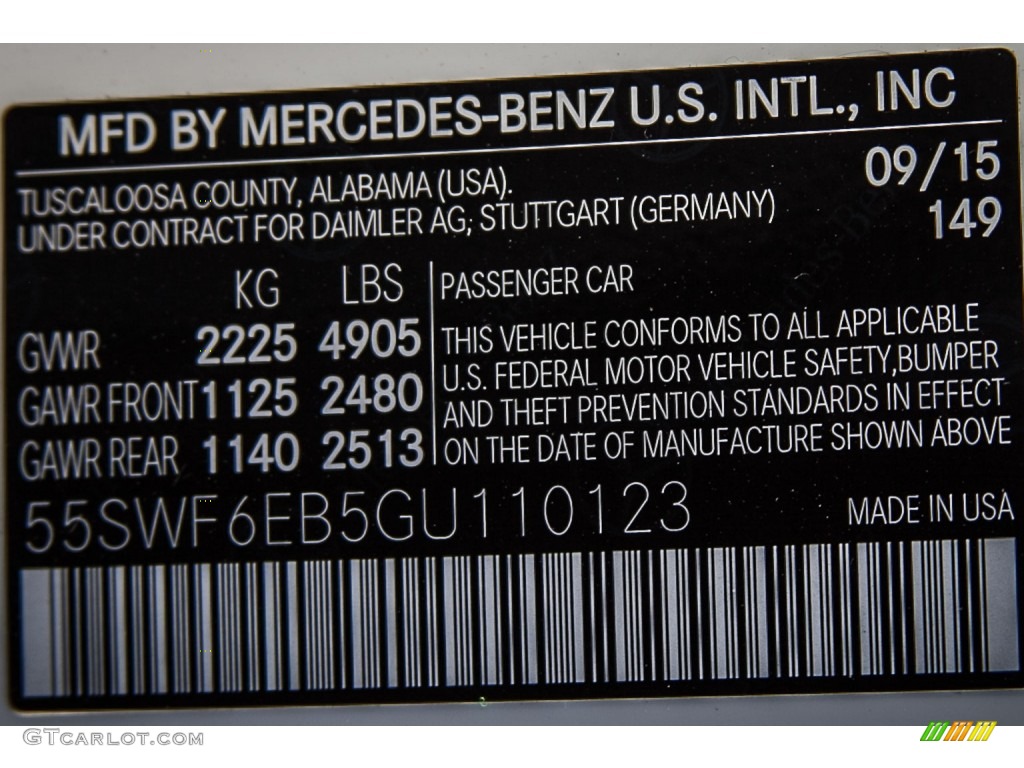 MFD BY MERCEDES-BENZ U.S. INTL., INC
TUSCALOOSA COUNTY, ALABAMA (USA). 09/15
UNDER CONTRACT FOR DAIMLER AG; STUTTGART (GERMANY) 149
KG LBS
GVWR 2225 4905
GAWR FRONT 1125 2480
GAWR REAR 1140 2513
PASSENGER CAR
THIS VEHICLE CONFORMS TO ALL APPLICABLE
U.S. FEDERAL MOTOR VEHICLE SAFETY, BUMPER
AND THEFT PREVENTION STANDARDS IN EFFECT
ON THE DATE OF MANUFACTURE SHOWN ABOVE
55SWF6EB5GU110123 MADE IN USA
GTCARLOT.COM